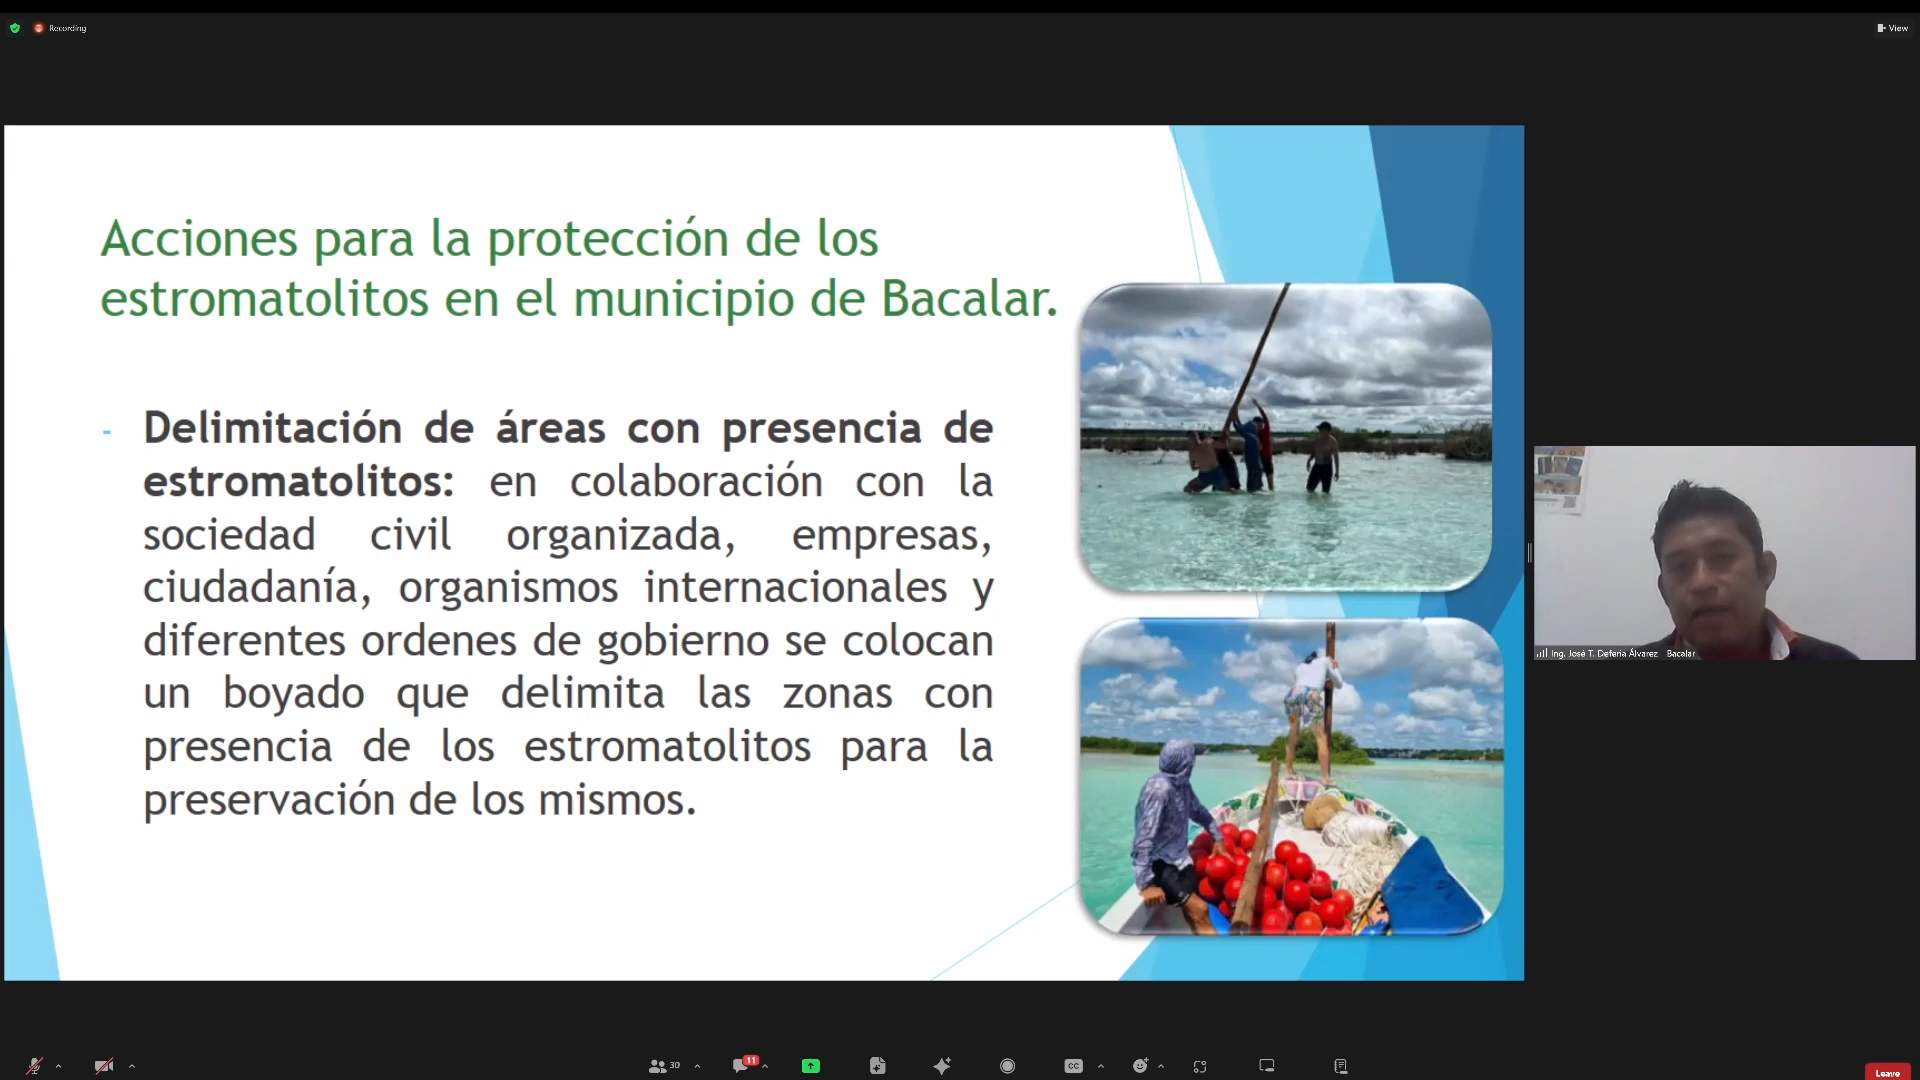 Recording
View
Acciones para la protección de los
estromatolitos en el municipio de Bacalar.
- Delimitación de áreas con presencia de
estromatolitos: en colaboración con la
sociedad civil organizada, empresas,
ciudadanía, organismos internacionales y
diferentes ordenes de gobierno se colocan
un boyado que delimita las zonas con
presencia de los estromatolitos para la
preservación de los mismos.
Ing. José T. Deferia Álvarez Bacalar
30
11
CC
Leave